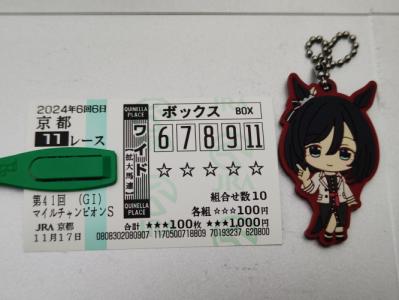 2024年6回6日
京都
11レース
第41回 (GI)
マイルチャンピオンS
JRA 京都
11月17日
QUINELLA PLACE
ワイド
拡大馬連
QUINELLA PLACE
ボックス BOX
6 7 8 9 11
☆☆☆☆☆
組合せ数10
各組 ☆☆☆100円
合計 ★★★100枚 ★★★1000円
0808302080907 1170500718809 70193237 620800
JRA